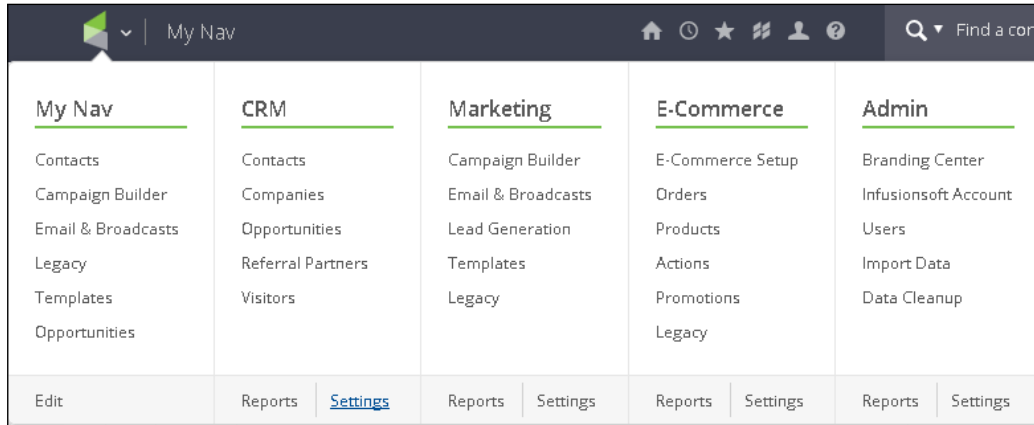 My Nav
Find a con
My Nav
Contacts
Campaign Builder
Email & Broadcasts
Legacy
Templates
Opportunities
Edit
CRM
Contacts
Companies
Opportunities
Referral Partners
Visitors
Reports
Settings
Marketing
Campaign Builder
Email & Broadcasts
Lead Generation
Templates
Legacy
Reports
Settings
E-Commerce
E-Commerce Setup
Orders
Products
Actions
Promotions
Legacy
Reports
Settings
Admin
Branding Center
Infusionsoft Account
Users
Import Data
Data Cleanup
Reports
Settings